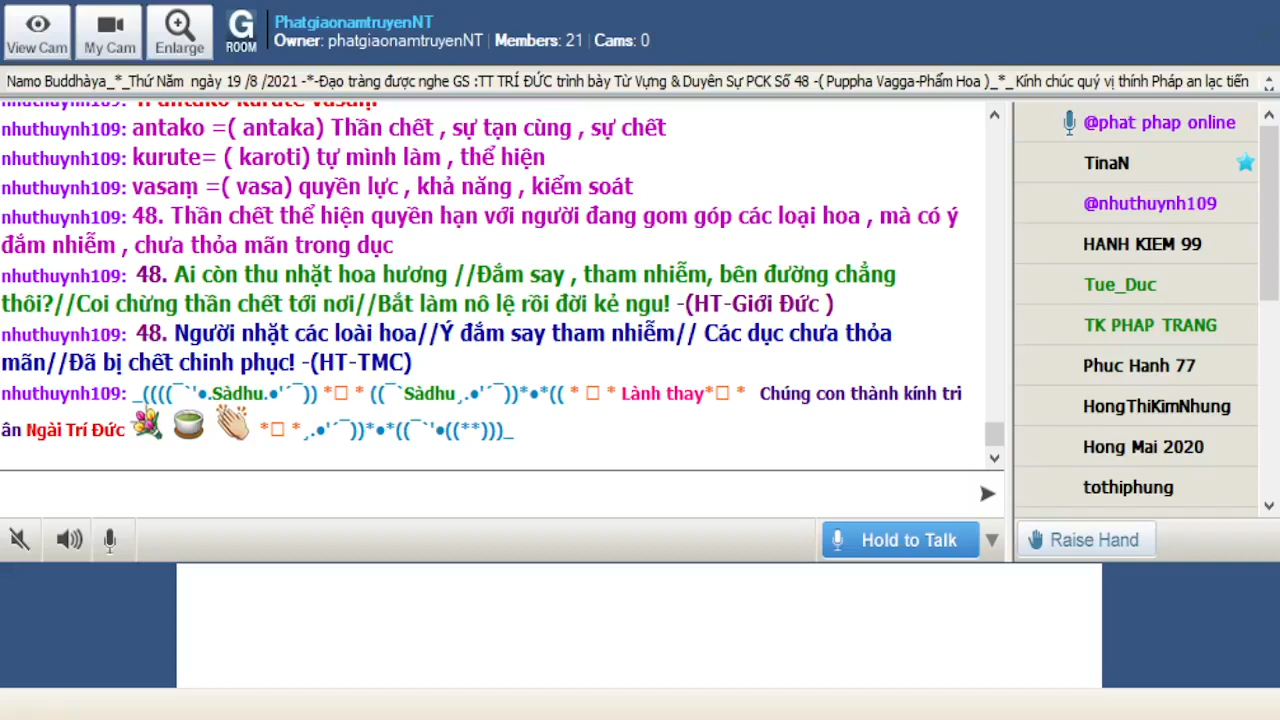 View Cam
My Cam
Enlarge
G
ROOM
PhatgiaonamtruyenNT
Owner: phatgiaonamtruyenNT | Members: 21 | Cams: 0
Namo Buddhàya_*_Thứ Năm ngày 19 /8 /2021 -*-Đạo tràng được nghe GS :TT TRÍ ĐỨC trình bày Từ Vựng & Duyên Sự PCK Số 48 -( Puppha Vagga-Phẩm Hoa )_*_Kính chúc quý vị thính Pháp an lạc tiến
nhuthuynh109: antako kurute vasaṃ
nhuthuynh109: antako =( antaka) Thần chết , sự tạn cùng , sự chết
nhuthuynh109: kurute= ( karoti) tự mình làm , thể hiện
nhuthuynh109: vasaṃ =( vasa) quyền lực , khả năng , kiểm soát
nhuthuynh109: 48. Thần chết thể hiện quyền hạn với người đang gom góp các loại hoa , mà có ý
đắm nhiễm , chưa thỏa mãn trong dục
nhuthuynh109: 48. Ai còn thu nhặt hoa hương //Đắm say , tham nhiễm, bên đường chẳng
thôi?//Coi chừng thần chết tới nơi//Bắt làm nô lệ rồi đời kẻ ngu! -(HT-Giới Đức )
nhuthuynh109: 48. Người nhặt các loài hoa//Ý đắm say tham nhiễm// Các dục chưa thỏa
mãn//Đã bị chết chinh phục! -(HT-TMC)
nhuthuynh109: _((((¯`'●.Sàdhu.●'´¯)) *□ * ((¯`Sàdhu¸.●'´¯))*●*(( * □ * Lành thay*□ * Chúng con thành kính tri
ân Ngài Trí Đức *□ *¸.●'´¯))*●*((¯`'●((**)))_
@phat phap online
TinaN
@nhuthuynh109
HANH KIEM 99
Tue_Duc
TK PHAP TRANG
Phuc Hanh 77
HongThiKimNhung
Hong Mai 2020
tothiphung
Hold to Talk
Raise Hand